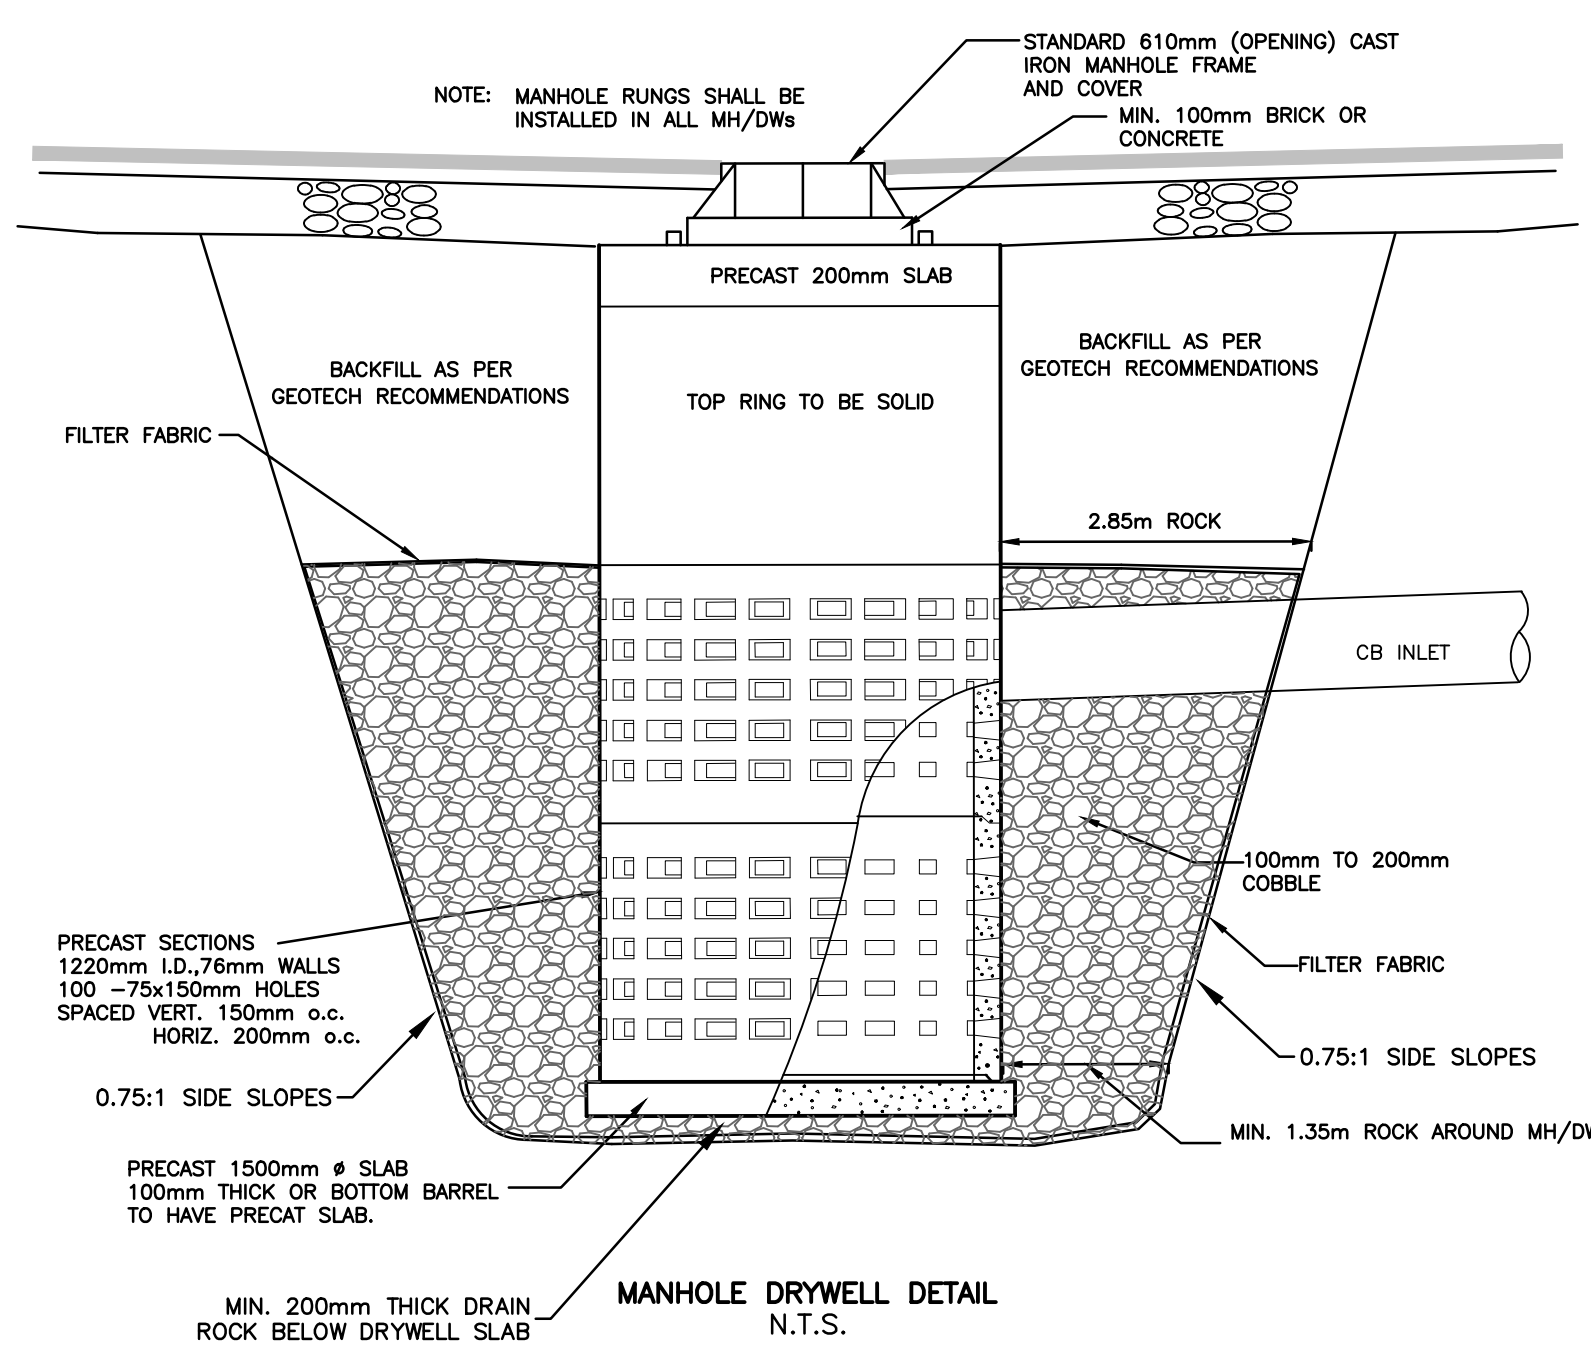 STANDARD 610mm (OPENING) CAST
IRON MANHOLE FRAME
AND COVER
NOTE: MANHOLE RUNGS SHALL BE
INSTALLED IN ALL MH/DWs
MIN. 100mm BRICK OR
CONCRETE
PRECAST 200mm SLAB
BACKFILL AS PER
GEOTECH RECOMMENDATIONS
BACKFILL AS PER
GEOTECH RECOMMENDATIONS
TOP RING TO BE SOLID
FILTER FABRIC
2.85m ROCK
CB INLET
100mm TO 200mm
COBBLE
PRECAST SECTIONS
1220mm I.D.,76mm WALLS
100 -75x150mm HOLES
SPACED VERT. 150mm o.c.
HORIZ. 200mm o.c.
FILTER FABRIC
0.75:1 SIDE SLOPES
0.75:1 SIDE SLOPES
MIN. 1.35m ROCK AROUND MH/DW
PRECAST 1500mm ø SLAB
100mm THICK OR BOTTOM BARREL
TO HAVE PRECAT SLAB.
MIN. 200mm THICK DRAIN
ROCK BELOW DRYWELL SLAB
MANHOLE DRYWELL DETAIL
N.T.S.